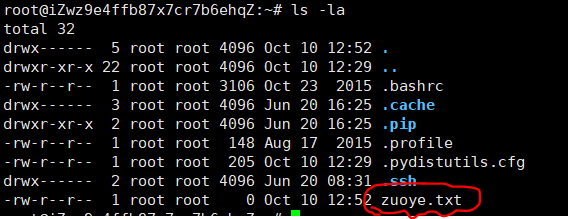 root@iZwz9e4ffb87x7cr7b6ehqZ:~# ls -la
total 32
drwx------  5 root root 4096 Oct 10 12:52 .
drwxr-xr-x 22 root root 4096 Oct 10 12:29 ..
-rw-r--r--  1 root root 3106 Oct 23  2015 .bashrc
drwx------  3 root root 4096 Jun 20 16:25 .cache
drwxr-xr-x  2 root root 4096 Jun 20 16:25 .pip
-rw-r--r--  1 root root  148 Aug 17  2015 .profile
-rw-r--r--  1 root root  205 Oct 10 12:29 .pydistutils.cfg
drwx------  2 root root 4096 Jun 20 08:31 .ssh
-rw-r--r--  1 root root    0 Oct 10 12:52 zuoye.txt